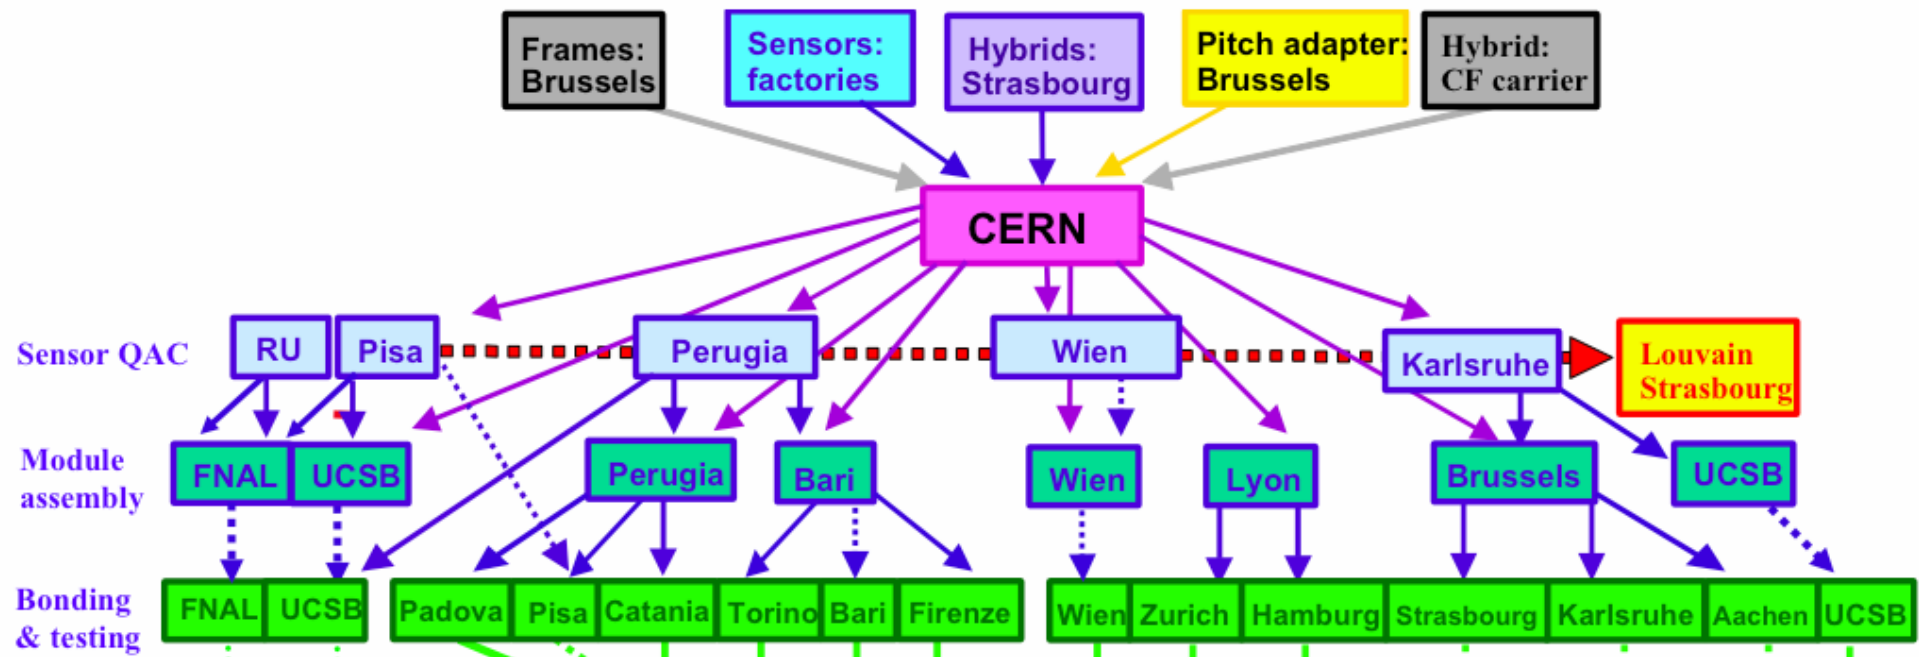 Frames:
Brussels
Sensors:
factories
Hybrids:
Strasbourg
Pitch adapter:
Brussels
Hybrid:
CF carrier
CERN
Sensor QAC
RU
Pisa
Perugia
Wien
Karlsruhe
Louvain
Strasbourg
Module
assembly
FNAL
UCSB
Perugia
Bari
Wien
Lyon
Brussels
UCSB
Bonding
& testing
FNAL
UCSB
Padova
Pisa
Catania
Torino
Bari
Firenze
Wien
Zurich
Hamburg
Strasbourg
Karlsruhe
Aachen
UCSB